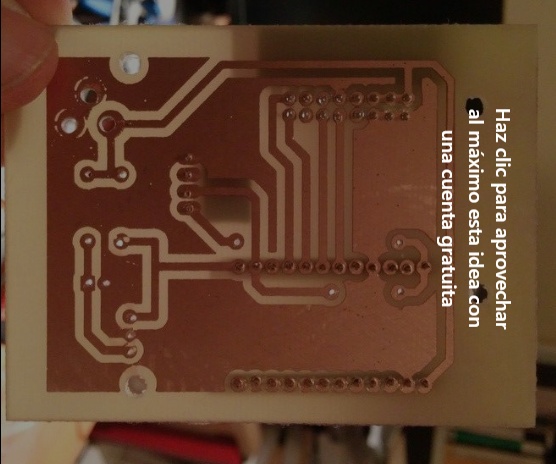 Haz clic para aprovechar
al máximo esta idea con
una cuenta gratuita